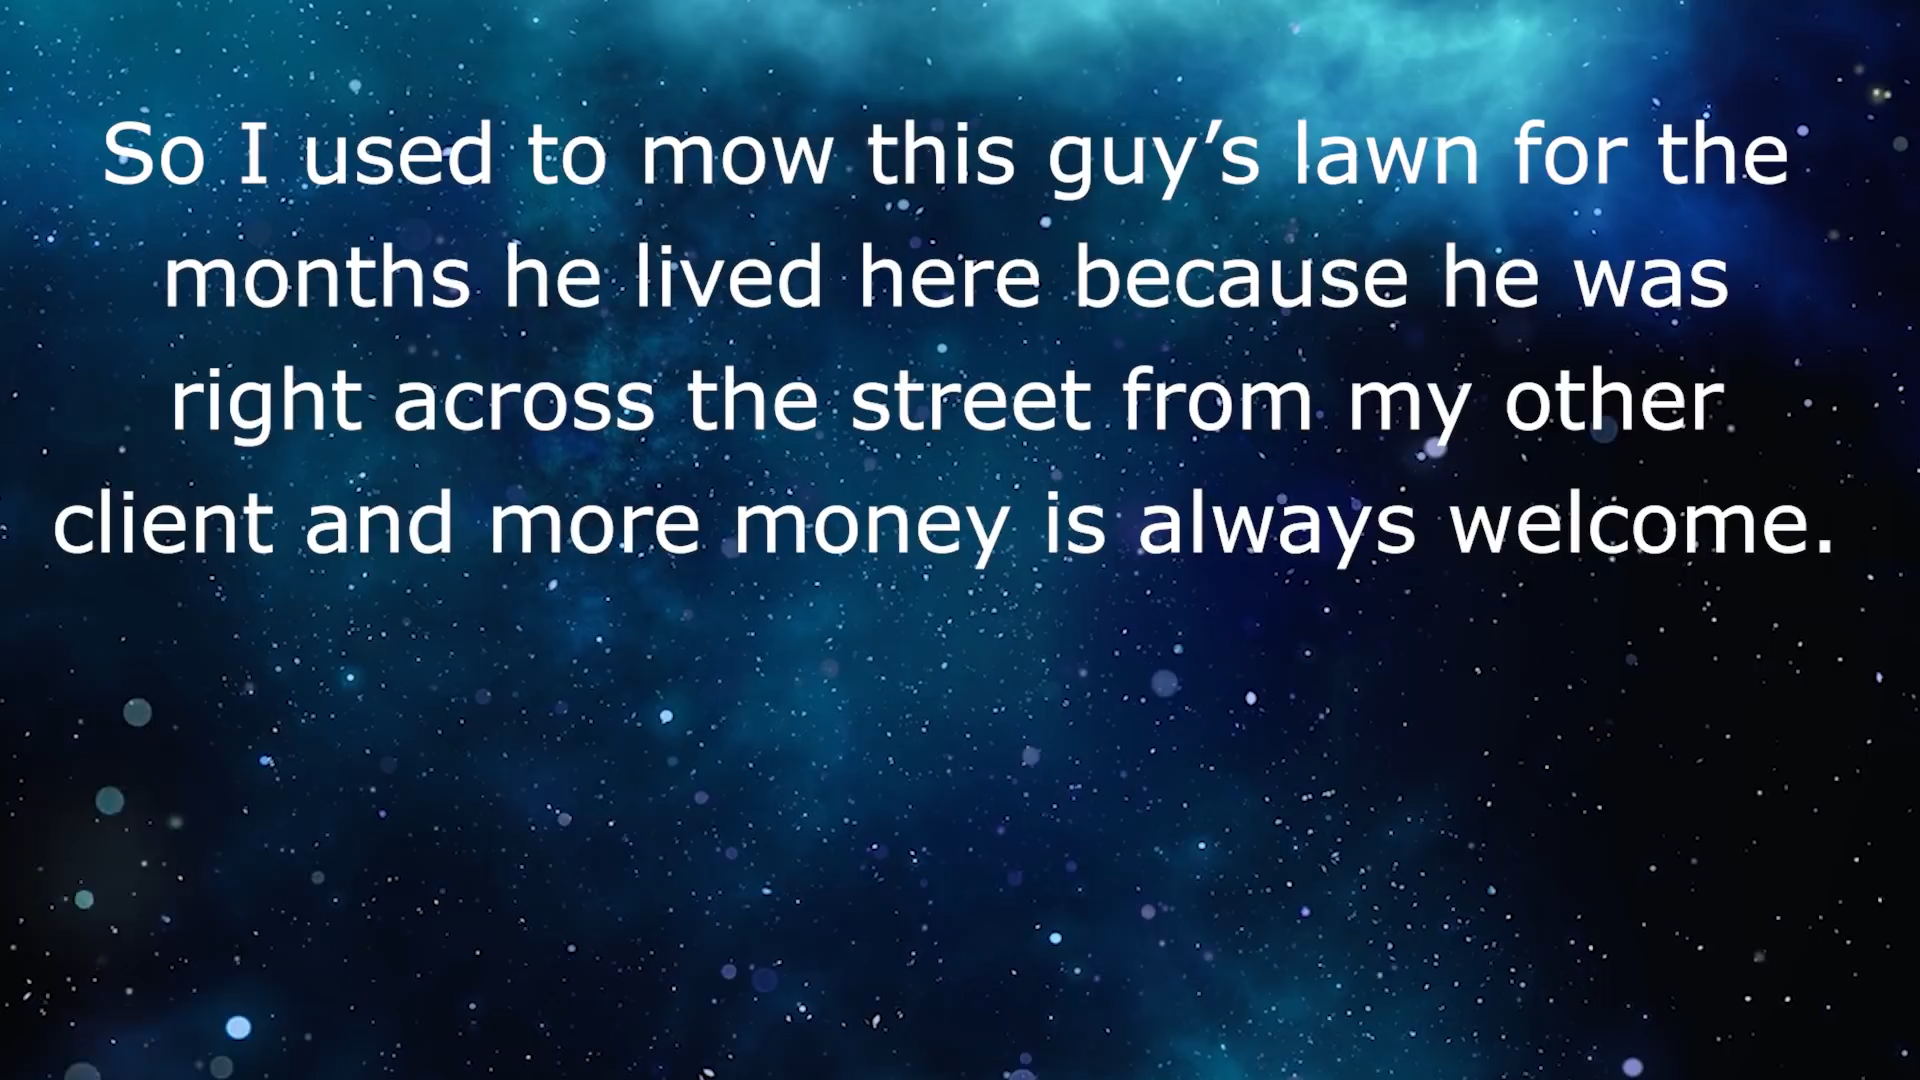 So I used to mow this guy’s lawn for the
months he lived here because he was
right across the street from my other
client and more money is always welcome.